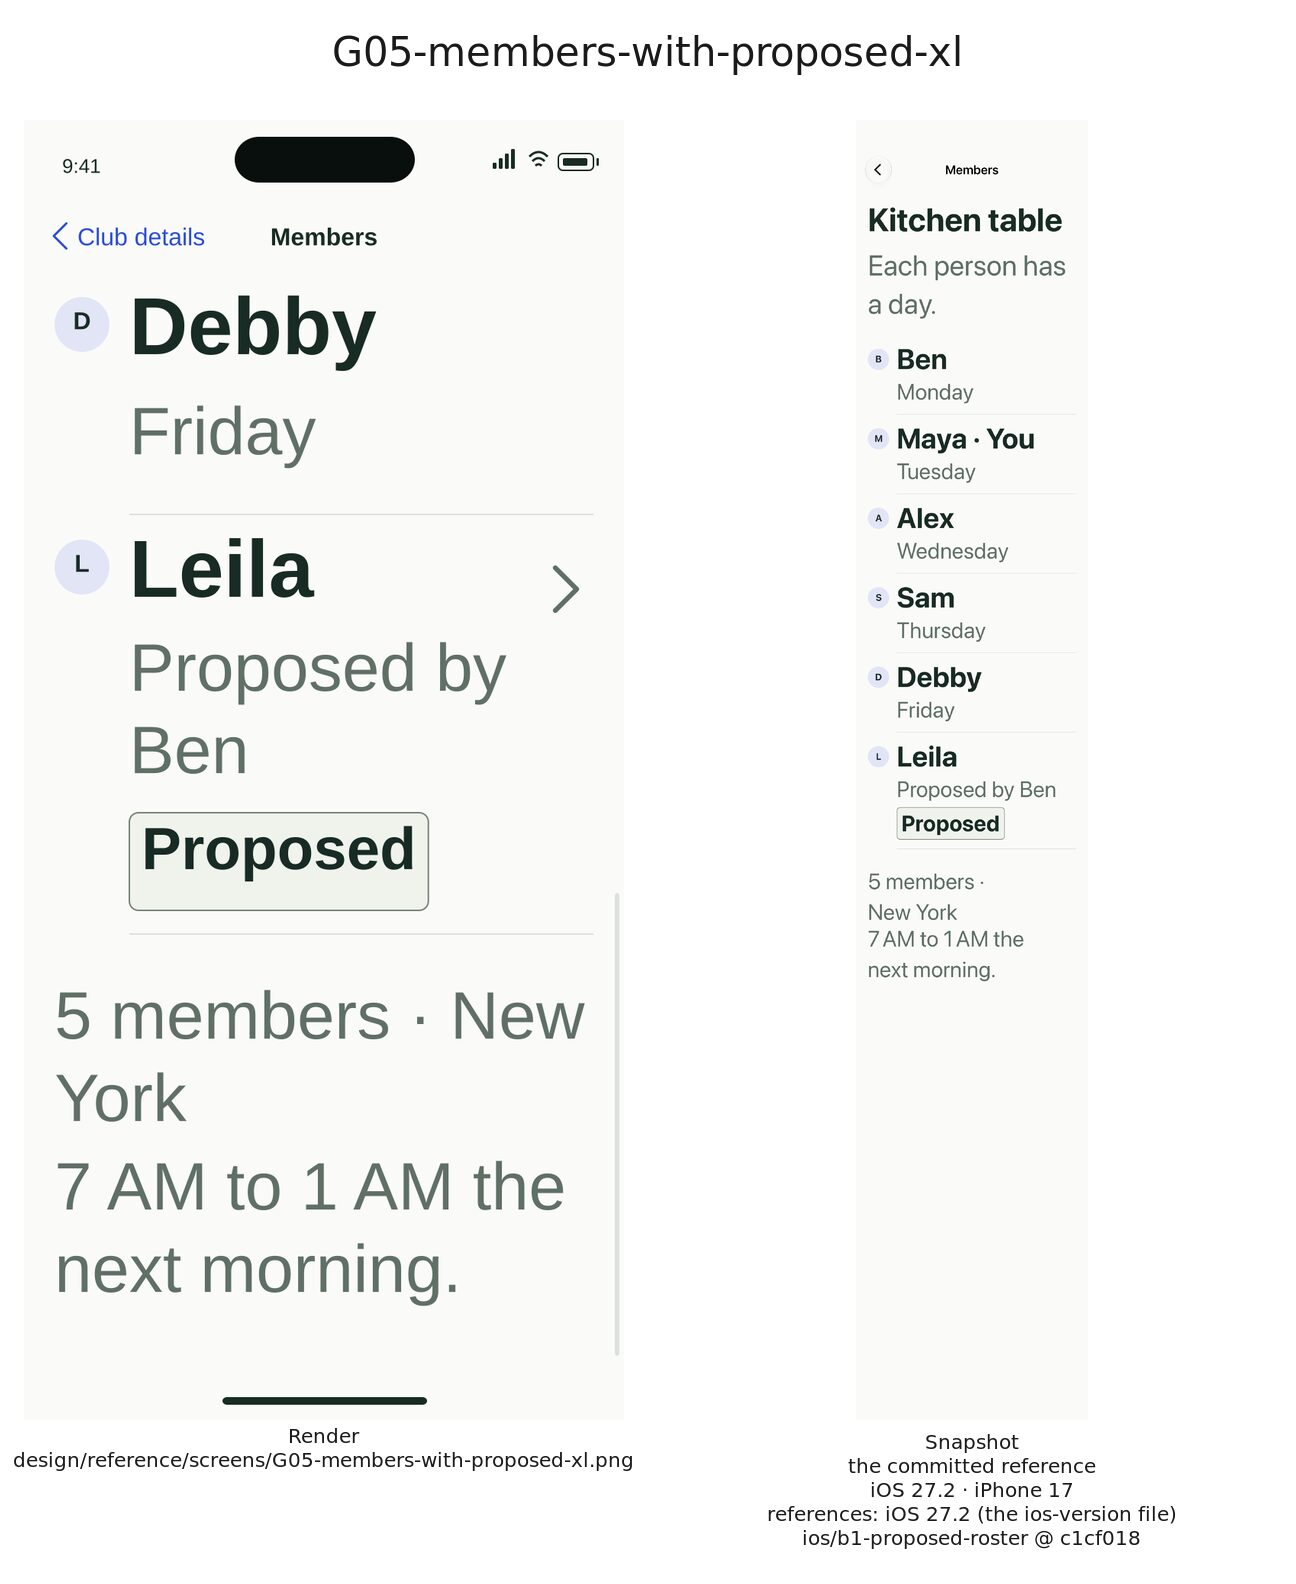 G05-members-with-proposed-xl
9:41
Club details
Members
D
Debby
Friday
L
Leila
Proposed by
Ben
Proposed
5 members · New
York
7 AM to 1 AM the
next morning.
Render
design/reference/screens/G05-members-with-proposed-xl.png
Members
Kitchen table
Each person has
a day.
B
Ben
Monday
M
Maya · You
Tuesday
A
Alex
Wednesday
S
Sam
Thursday
D
Debby
Friday
L
Leila
Proposed by Ben
Proposed
5 members ·
New York
7 AM to 1 AM the
next morning.
Snapshot
the committed reference
iOS 27.2 · iPhone 17
references: iOS 27.2 (the ios-version file)
ios/b1-proposed-roster @ c1cf018